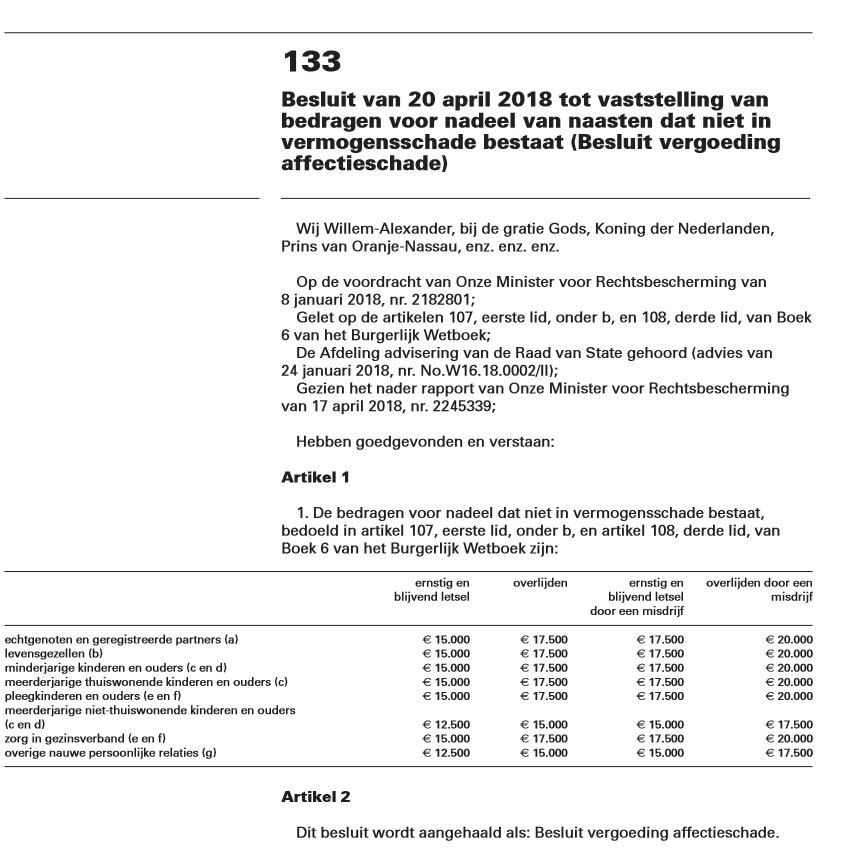 133
Besluit van 20 april 2018 tot vaststelling van
bedragen voor nadeel van naasten dat niet in
vermogensschade bestaat (Besluit vergoeding
affectieschade)
Wij Willem-Alexander, bij de gratie Gods, Koning der Nederlanden,
Prins van Oranje-Nassau, enz. enz. enz.
Op de voordracht van Onze Minister voor Rechtsbescherming van
8 januari 2018, nr. 2182801;
Gelet op de artikelen 107, eerste lid, onder b, en 108, derde lid, van Boek
6 van het Burgerlijk Wetboek;
De Afdeling advisering van de Raad van State gehoord (advies van
24 januari 2018, nr. No.W16.18.0002/II);
Gezien het nader rapport van Onze Minister voor Rechtsbescherming
van 17 april 2018, nr. 2245339;
Hebben goedgevonden en verstaan:
Artikel 1
1. De bedragen voor nadeel dat niet in vermogensschade bestaat,
bedoeld in artikel 107, eerste lid, onder b, en artikel 108, derde lid, van
Boek 6 van het Burgerlijk Wetboek zijn:
ernstig en overlijden ernstig en overlijden door een
blijvend letsel blijvend letsel misdrijf
door een misdrijf
echtgenoten en geregistreerde partners (a) € 15.000 € 17.500 € 17.500 € 20.000
levensgezellen (b) € 15.000 € 17.500 € 17.500 € 20.000
minderjarige kinderen en ouders (c en d) € 15.000 € 17.500 € 17.500 € 20.000
meerderjarige thuiswonende kinderen en ouders (c) € 15.000 € 17.500 € 17.500 € 20.000
pleegkinderen en ouders (e en f) € 15.000 € 17.500 € 17.500 € 20.000
meerderjarige niet-thuiswonende kinderen en ouders
(c en d) € 12.500 € 15.000 € 15.000 € 17.500
zorg in gezinsverband (e en f) € 15.000 € 17.500 € 17.500 € 20.000
overige nauwe persoonlijke relaties (g) € 12.500 € 15.000 € 15.000 € 17.500
Artikel 2
Dit besluit wordt aangehaald als: Besluit vergoeding affectieschade.